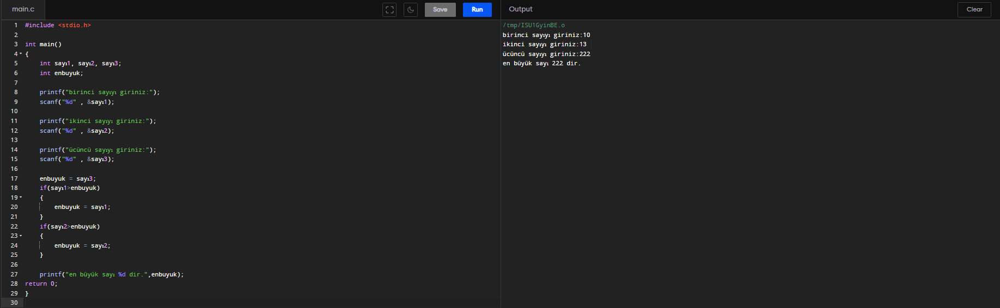 main.c
Save
Run
Output
Clear
1 #include <stdio.h>
2
3 int main()
4 {
5 int sayı1, sayı2, sayı3;
6 int enbuyuk;
7
8 printf("birinci sayıyı giriniz:");
9 scanf("%d" , &sayı1);
10
11 printf("ikinci sayıyı giriniz:");
12 scanf("%d" , &sayı2);
13
14 printf("ücüncü sayıyı giriniz:");
15 scanf("%d" , &sayı3);
16
17 enbuyuk = sayı3;
18 if(sayı1>enbuyuk)
19 {
20 enbuyuk = sayı1;
21 }
22 if(sayı2>enbuyuk)
23 {
24 enbuyuk = sayı2;
25 }
26
27 printf("en büyük sayı %d dir.",enbuyuk);
28 return 0;
29 }
30
/tmp/ISU1GyinBE.o
birinci sayıyı giriniz:10
ikinci sayıyı giriniz:13
ücüncü sayıyı giriniz:222
en büyük sayı 222 dir.